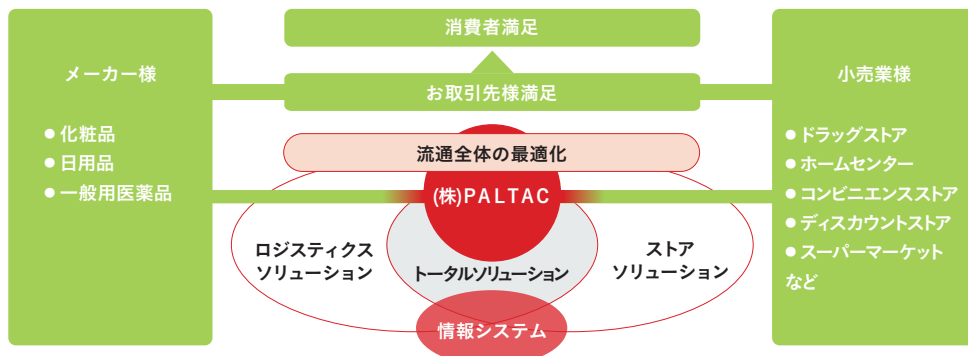 消費者満足
お取引先様満足
メーカー様
● 化粧品
● 日用品
● 一般用医薬品
流通全体の最適化
(株)PALTAC
ロジスティクス
ソリューション
トータルソリューション
ストア
ソリューション
情報システム
小売業様
● ドラッグストア
● ホームセンター
● コンビニエンスストア
● ディスカウントストア
● スーパーマーケット
など